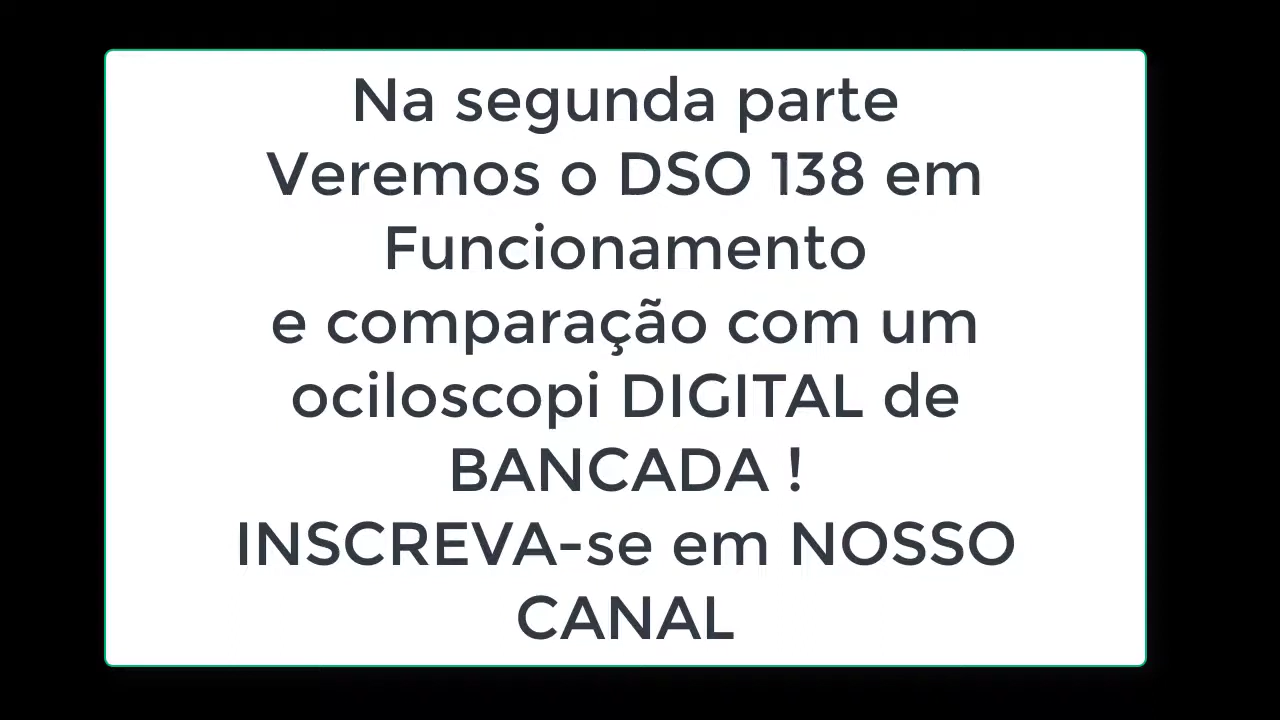 Na segunda parte
Veremos o DSO 138 em
Funcionamento
e comparação com um
ociloscopi DIGITAL de
BANCADA !
INSCREVA-se em NOSSO
CANAL